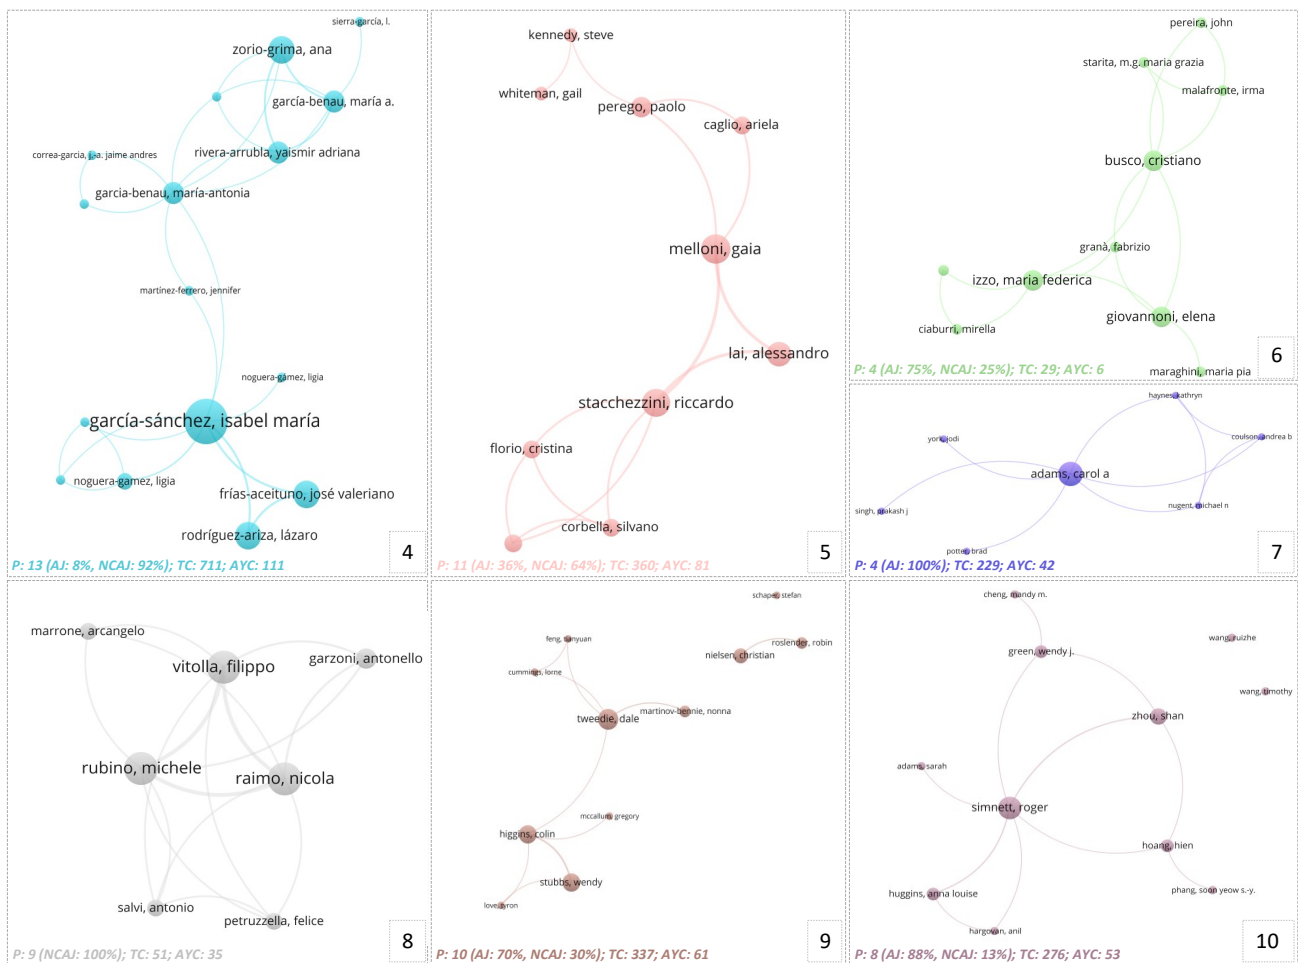 sierra-garcía, l.
zorio-grima, ana
garcía-benau, maría a.
rivera-arrubla, yaismir adriana
correa-garcia, j.-a. jaime andres
garcia-benau, maría-antonia
martínez-ferrero, jennifer
noguera-gámez, ligia
garcía-sánchez, isabel maría
noguera-gamez, ligia
frías-aceituno, josé valeriano
rodríguez-ariza, lázaro
4
P: 13 (AJ: 8%, NCAJ: 92%); TC: 711; AYC: 111
kennedy, steve
whiteman, gail
perego, paolo
caglio, ariela
melloni, gaia
lai, alessandro
stacchezzini, riccardo
florio, cristina
corbella, silvano
5
P: 11 (AJ: 36%, NCAJ: 64%); TC: 360; AYC: 81
pereira, john
starita, m.g. maria grazia
malafronte, irma
busco, cristiano
granà, fabrizio
izzo, maria federica
giovannoni, elena
ciaburri, mirella
6
P: 4 (AJ: 75%, NCAJ: 25%); TC: 29; AYC: 6
maraghini, maria pia
haynes, kathryn
york, jodi
coulson, andrea b
adams, carol a
singh, prakash j
nugent, michael n
potter, brad
7
P: 4 (AJ: 100%); TC: 229; AYC: 42
marrone, arcangelo
vitolla, filippo
garzoni, antonello
rubino, michele
raimo, nicola
salvi, antonio
petruzzella, felice
8
P: 9 (NCAJ: 100%); TC: 51; AYC: 35
schaper, stefan
feng, tianyuan
roslender, robin
nielsen, christian
cummings, lorne
tweedie, dale
martinov-bennie, nonna
mccallum, gregory
higgins, colin
stubbs, wendy
love, tyron
9
P: 10 (AJ: 70%, NCAJ: 30%); TC: 337; AYC: 61
cheng, mandy m.
wang, ruizhe
green, wendy j.
wang, timothy
zhou, shan
adams, sarah
simnett, roger
hoang, hien
huggins, anna louise
phang, soon yeow s.-y.
hargovan, anil
10
P: 8 (AJ: 88%, NCAJ: 13%); TC: 276; AYC: 53